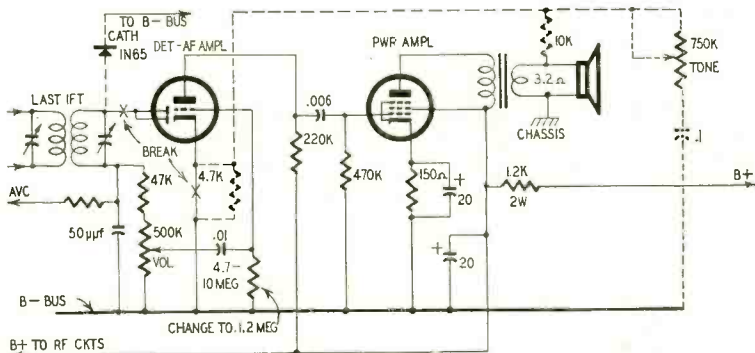 TO B- BUS
CATH
IN65
DET-AF AMPL
PWR AMPL
10K
750K
TONE
LAST IFT
3.2Ω
.006
CHASSIS
BREAK
4.7K
220K
.1
AVC
47K
470K
150Ω
+
20
1.2K
2W
B+
50μμf
500K
VOL
.01
4.7-
10 MEG
+
20
B- BUS
CHANGE TO 1.2 MEG
B+ TO RF CKTS